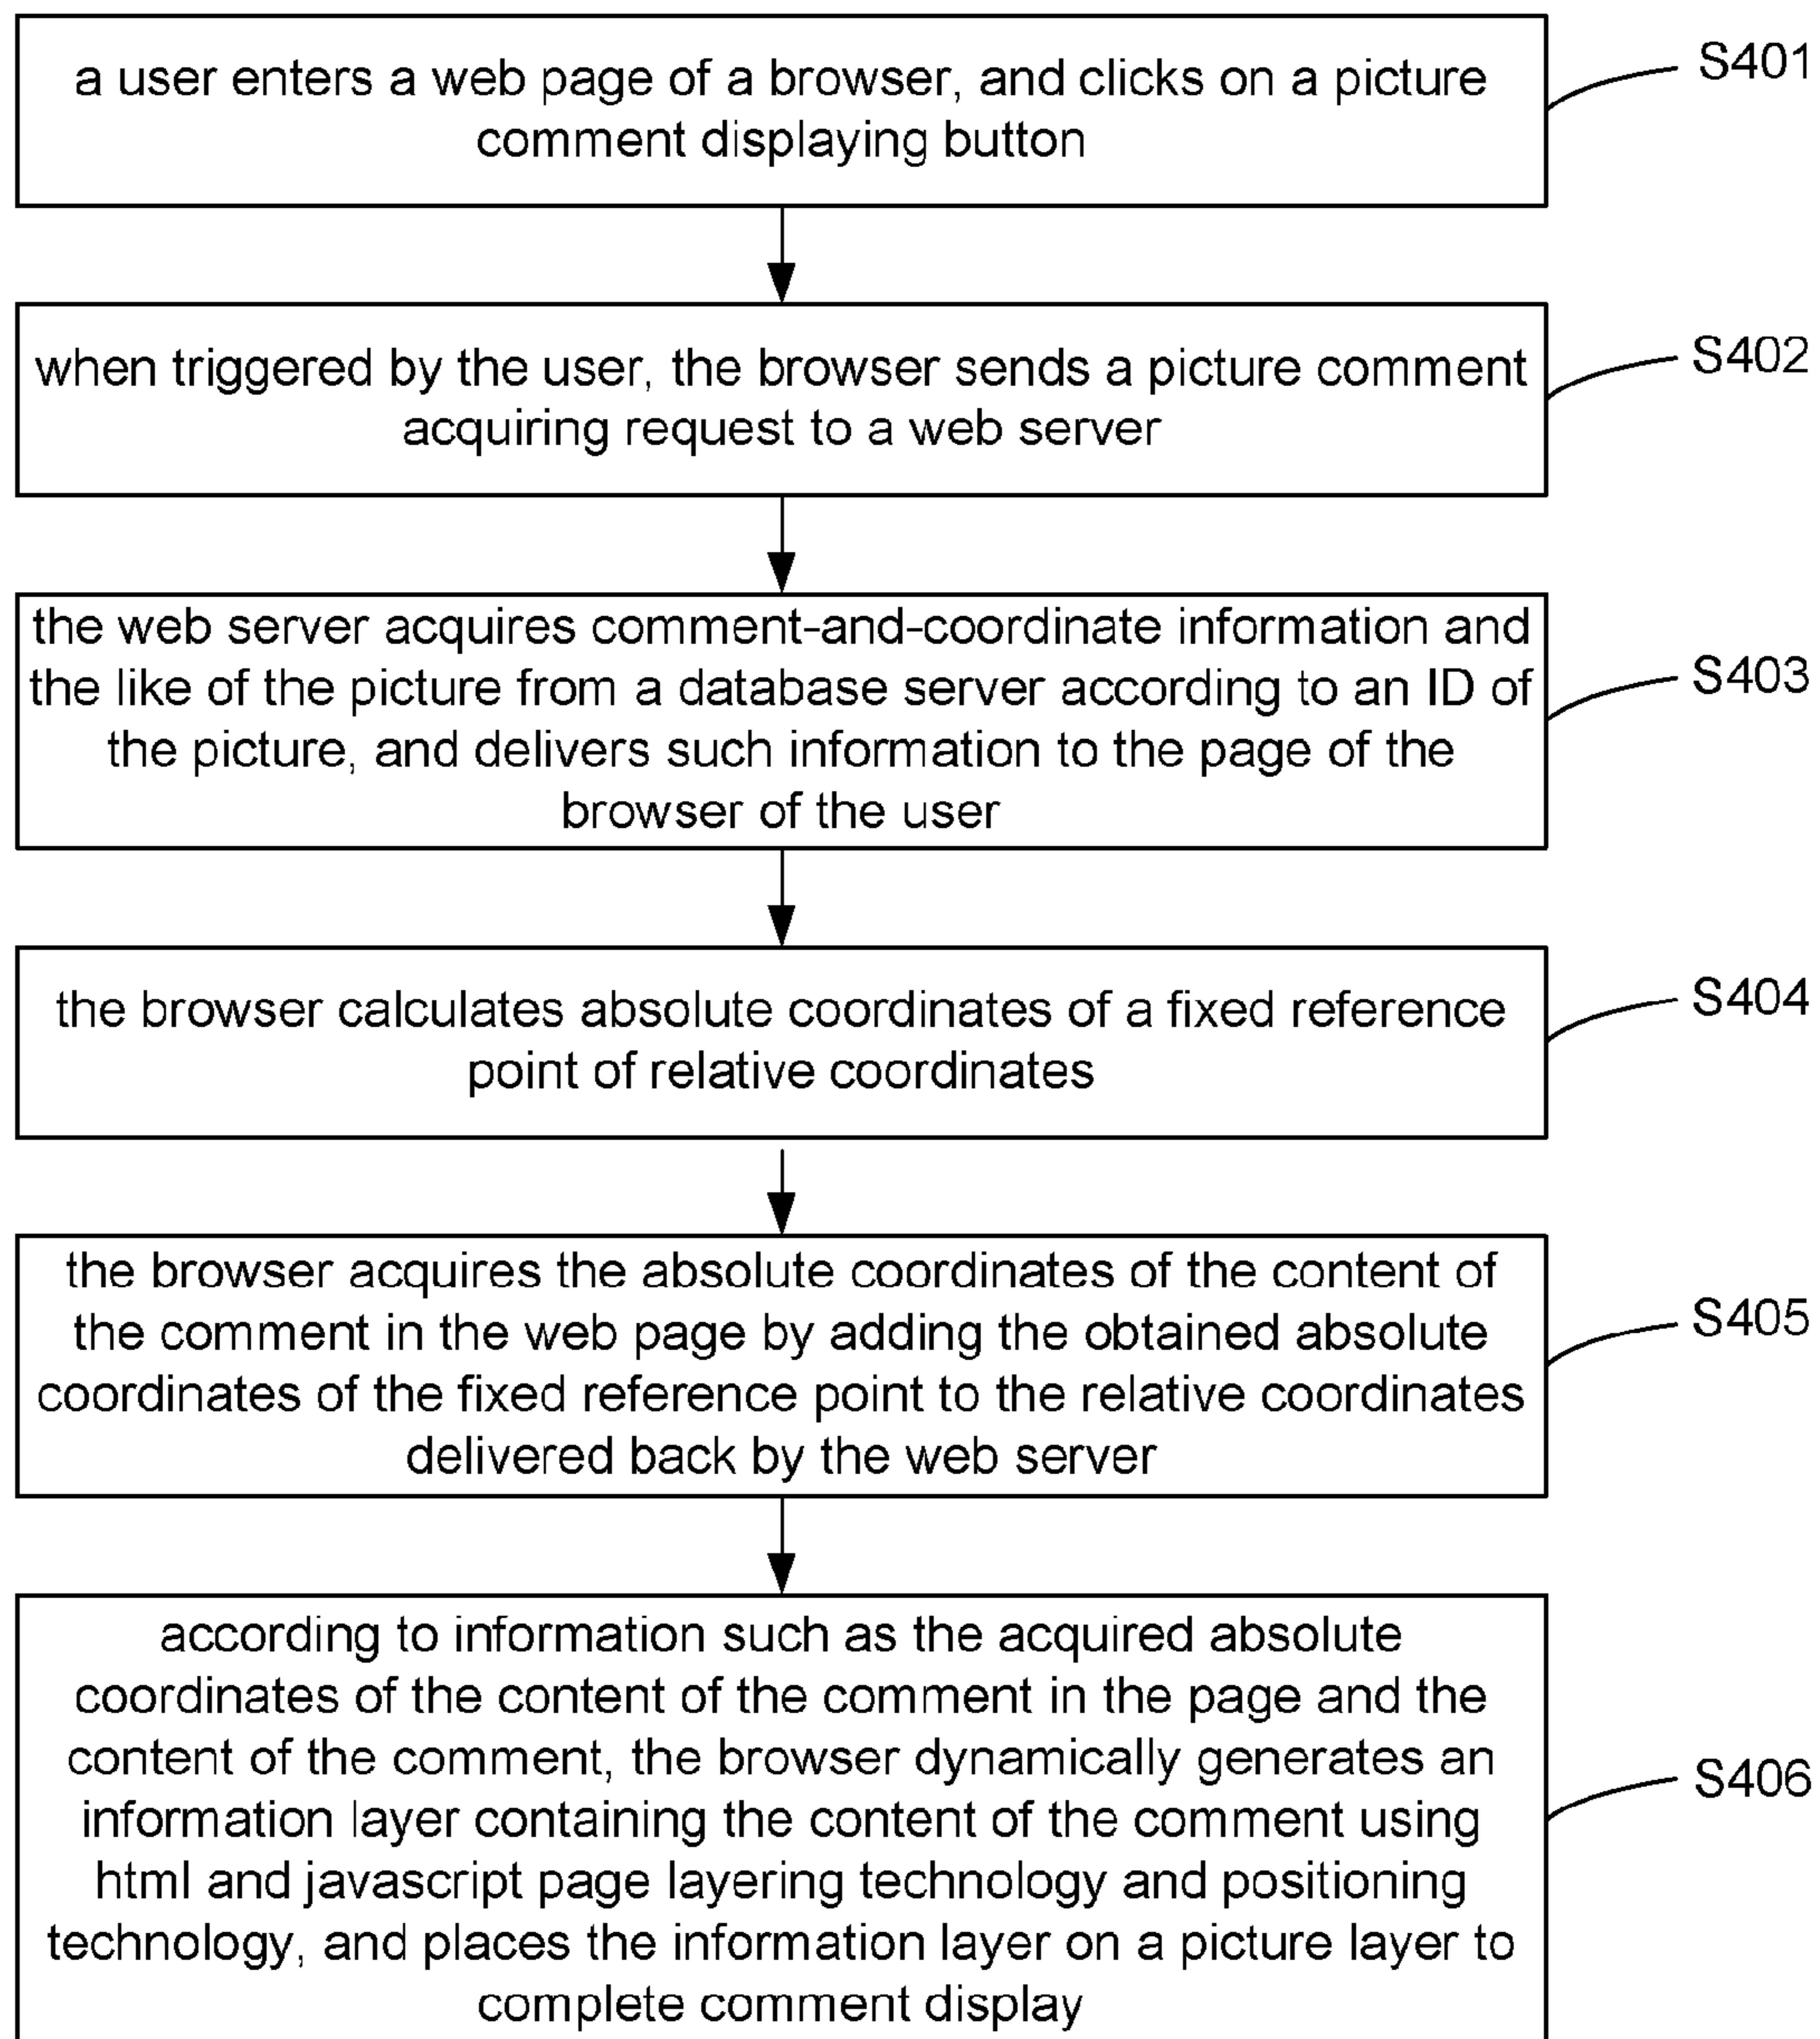 a user enters a web page of a browser, and clicks on a picture
comment displaying button
S401
when triggered by the user, the browser sends a picture comment
acquiring request to a web server
S402
the web server acquires comment-and-coordinate information and
the like of the picture from a database server according to an ID of
the picture, and delivers such information to the page of the
browser of the user
S403
the browser calculates absolute coordinates of a fixed reference
point of relative coordinates
S404
the browser acquires the absolute coordinates of the content of
the comment in the web page by adding the obtained absolute
coordinates of the fixed reference point to the relative coordinates
delivered back by the web server
S405
according to information such as the acquired absolute
coordinates of the content of the comment in the page and the
content of the comment, the browser dynamically generates an
information layer containing the content of the comment using
html and javascript page layering technology and positioning
technology, and places the information layer on a picture layer to
complete comment display
S406